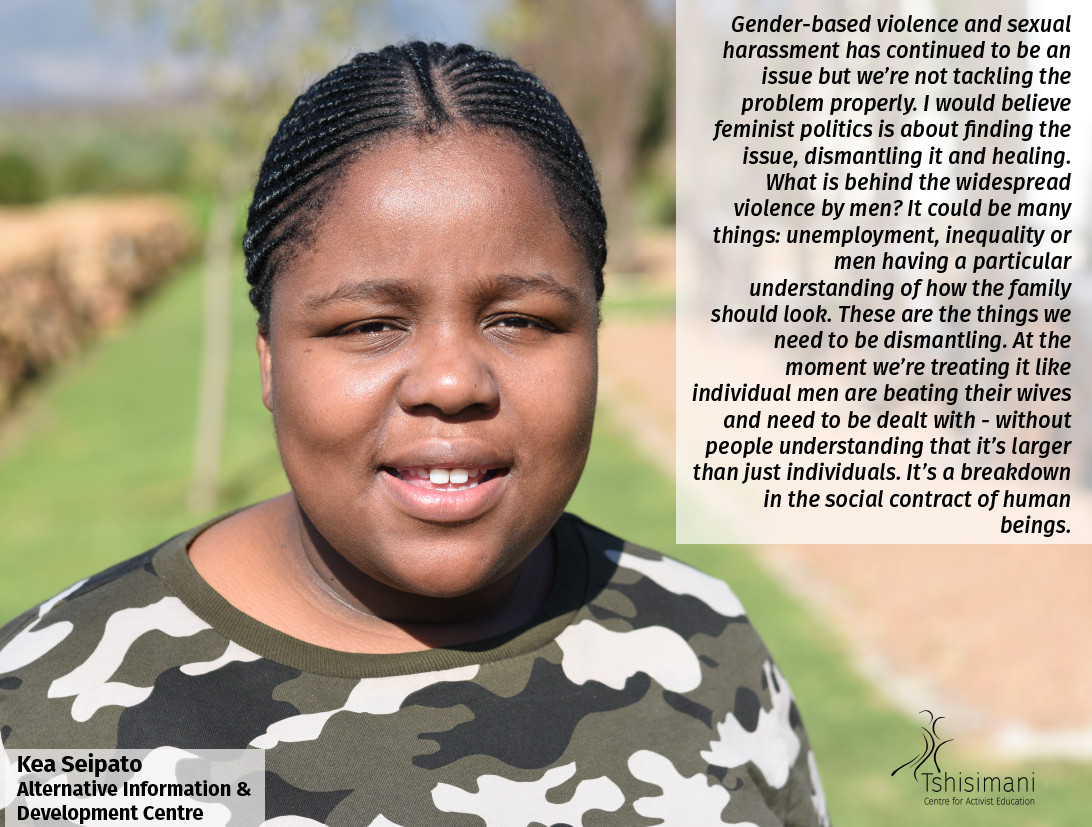 Gender-based violence and sexual
harassment has continued to be an
issue but we’re not tackling the
problem properly. I would believe
feminist politics is about finding the
issue, dismantling it and healing.
What is behind the widespread
violence by men? It could be many
things: unemployment, inequality or
men having a particular
understanding of how the family
should look. These are the things we
need to be dismantling. At the
moment we’re treating it like
individual men are beating their wives
and need to be dealt with - without
people understanding that it’s larger
than just individuals. It’s a breakdown
in the social contract of human
beings.
Kea Seipato
Alternative Information &
Development Centre
Tshisimani
Centre for Activist Education